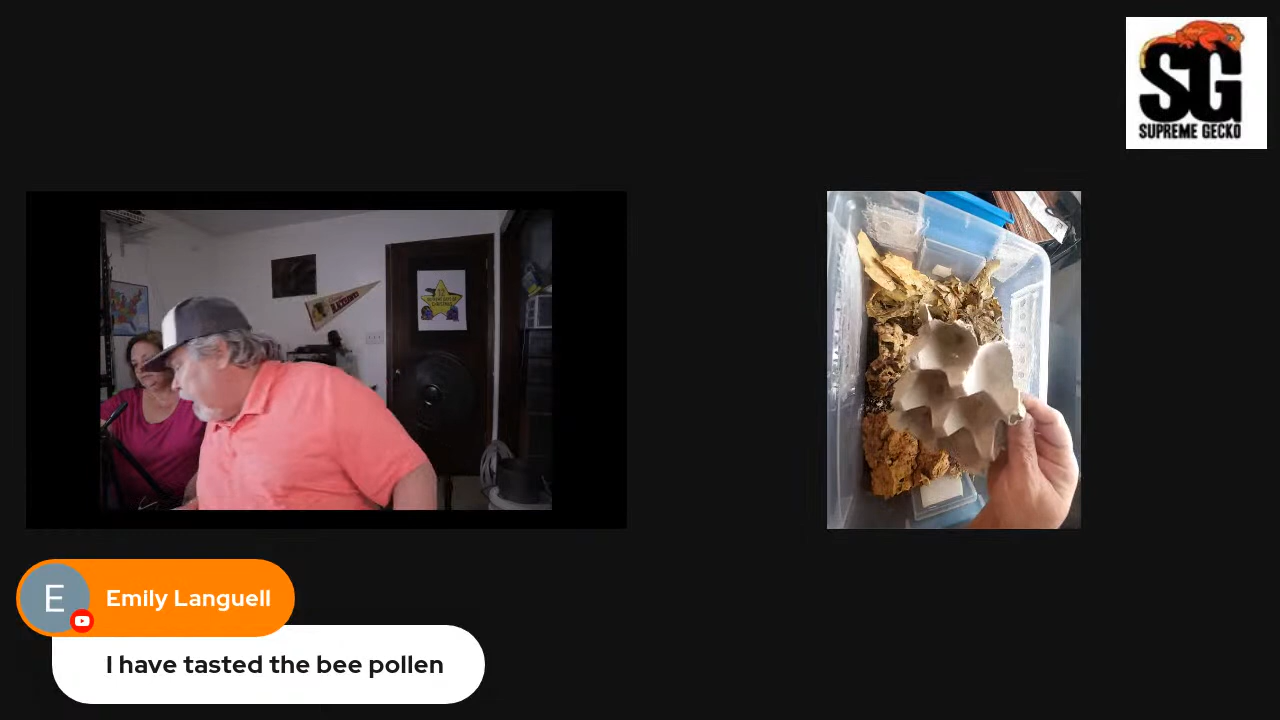 SG
SUPREME GECKO
E
Emily Languell
I have tasted the bee pollen